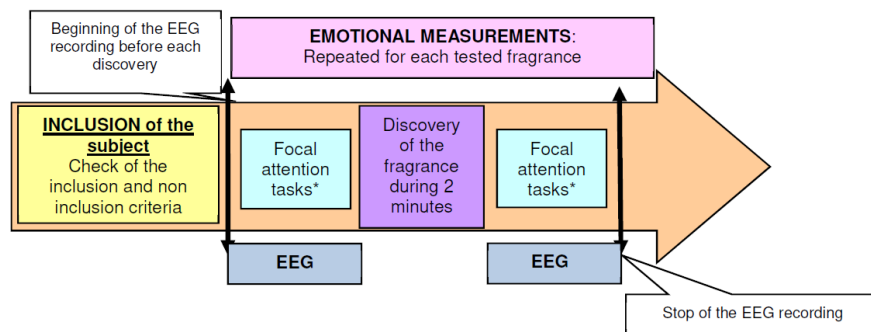 Beginning of the EEG
recording before each
discovery
EMOTIONAL MEASUREMENTS:
Repeated for each tested fragrance
INCLUSION of the
subject
Check of the
inclusion and non
inclusion criteria
Focal
attention
tasks*
Discovery
of the
fragrance
during 2
minutes
Focal
attention
tasks*
EEG
EEG
Stop of the EEG recording